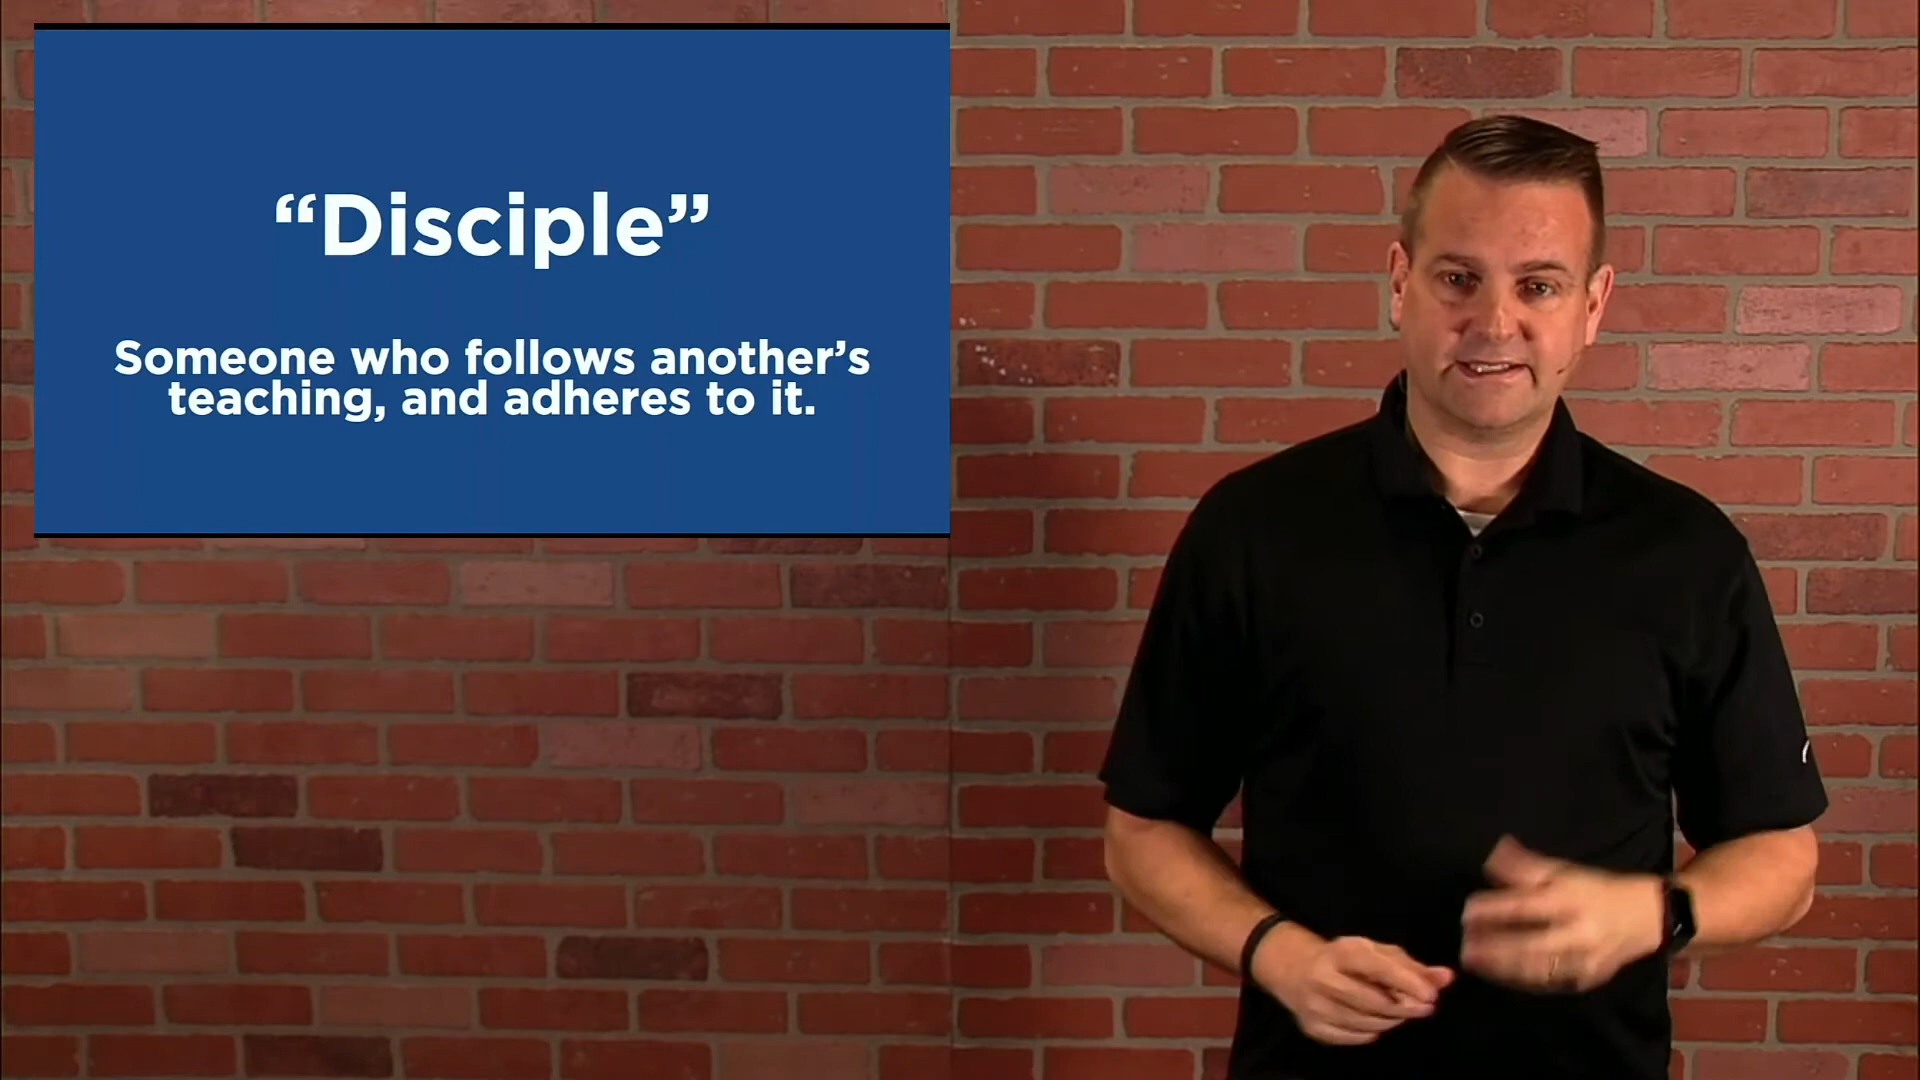 “Disciple”
Someone who follows another’s
teaching, and adheres to it.